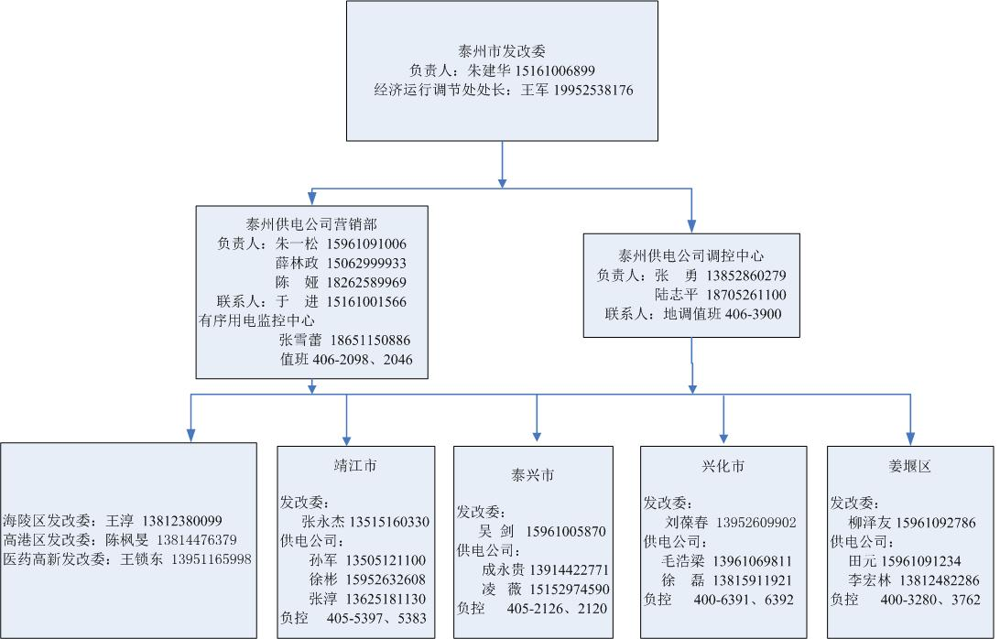 泰州市发改委
负责人：朱建华 15161006899
经济运行调节处处长：王军 19952538176
泰州供电公司营销部
负责人：朱一松 15961091006
薛林政 15062999933
陈　娅 18262589969
联系人：于　进 15161001566
有序用电监控中心
张雪蕾 18651150886
值班 406-2098、2046
泰州供电公司调控中心
负责人：张　勇 13852860279
陆志平 18705261100
联系人：地调值班 406-3900
海陵区发改委：王淳 13812380099
高港区发改委：陈枫旻 13814476379
医药高新发改委：王锁东 13951165998
靖江市
发改委：
张永杰 13515160330
供电公司：
孙军 13505121100
徐彬 15952632608
张淳 13625181130
负控 405-5397、5383
泰兴市
发改委：
吴 剑 15961005870
供电公司：
成永贵 13914422771
凌 薇 15152974590
负控 405-2126、2120
兴化市
发改委：
刘葆春 13952609902
供电公司：
毛浩梁 13961069811
徐 磊 13815911921
负控 400-6391、6392
姜堰区
发改委：
柳泽友 15961092786
供电公司：
田元 15961091234
李宏林 13812482286
负控 400-3280、3762